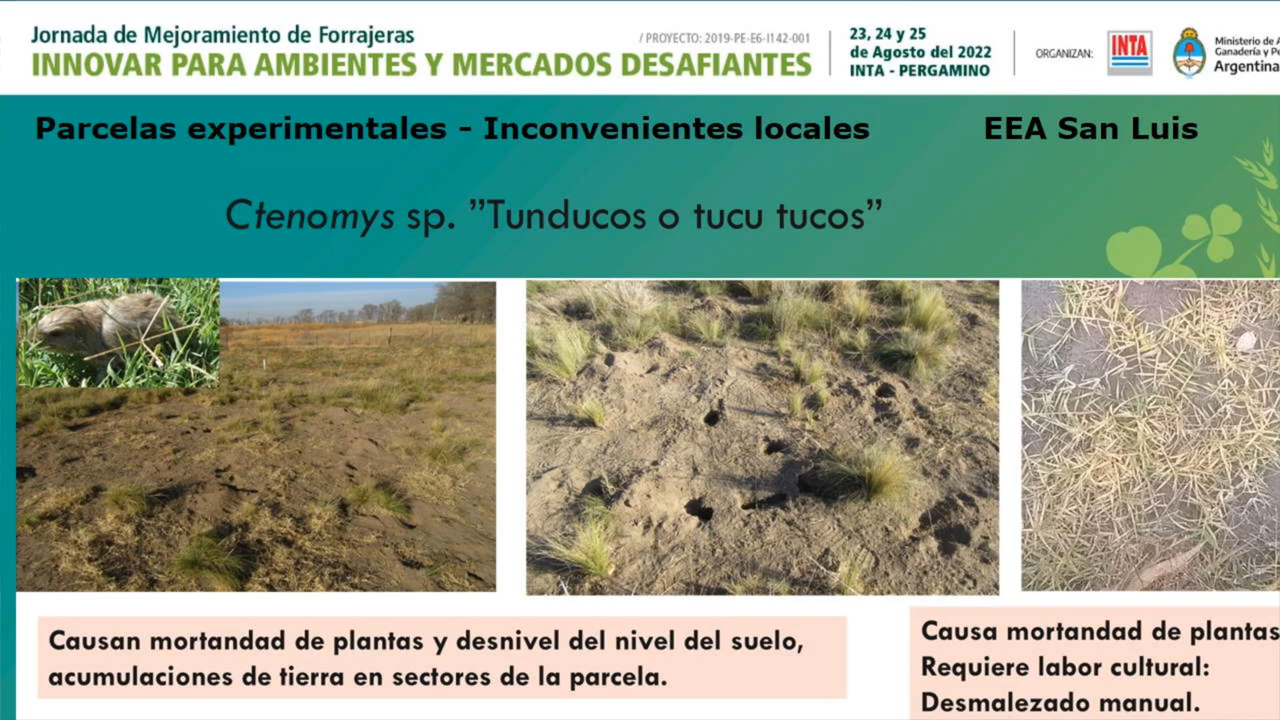 Jornada de Mejoramiento de Forrajeras
/ PROYECTO: 2019-PE-E6-I142-001
INNOVAR PARA AMBIENTES Y MERCADOS DESAFIANTES
23, 24 y 25
de Agosto del 2022
INTA - PERGAMINO
ORGANIZAN:
INTA
Ministerio de A
Ganadería y Pe
Argentina
Parcelas experimentales - Inconvenientes locales
EEA San Luis
Ctenomys sp. ”Tunducos o tucu tucos”
Causan mortandad de plantas y desnivel del nivel del suelo,
acumulaciones de tierra en sectores de la parcela.
Causa mortandad de plantas
Requiere labor cultural:
Desmalezado manual.